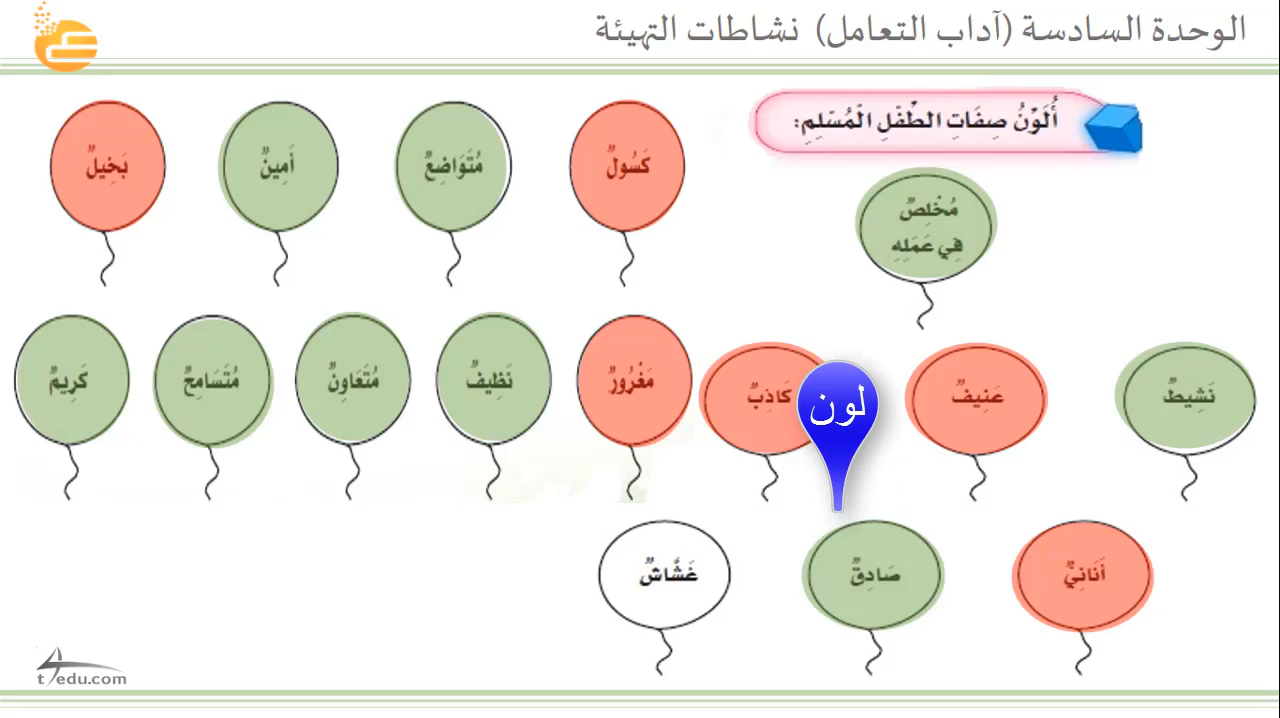 الوحدة السادسة (آداب التعامل) نشاطات التهيئة
أُلَوِّنُ صِفَاتِ الطِّفْلِ الْمُسْلِمِ:
مُخْلِصٌ
فِي عَمَلِهِ
كَسُولٌ
مُتَوَاضِعٌ
أَمِينٌ
بَخِيلٌ
نَشِيطٌ
عَنِيفٌ
كَاذِبٌ
مَغْرُورٌ
نَظِيفٌ
مُتَعَاوِنٌ
مُتَسَامِحٌ
كَرِيمٌ
لون
أَنَانِيٌّ
صَادِقٌ
غَشَّاشٌ
t4edu.com